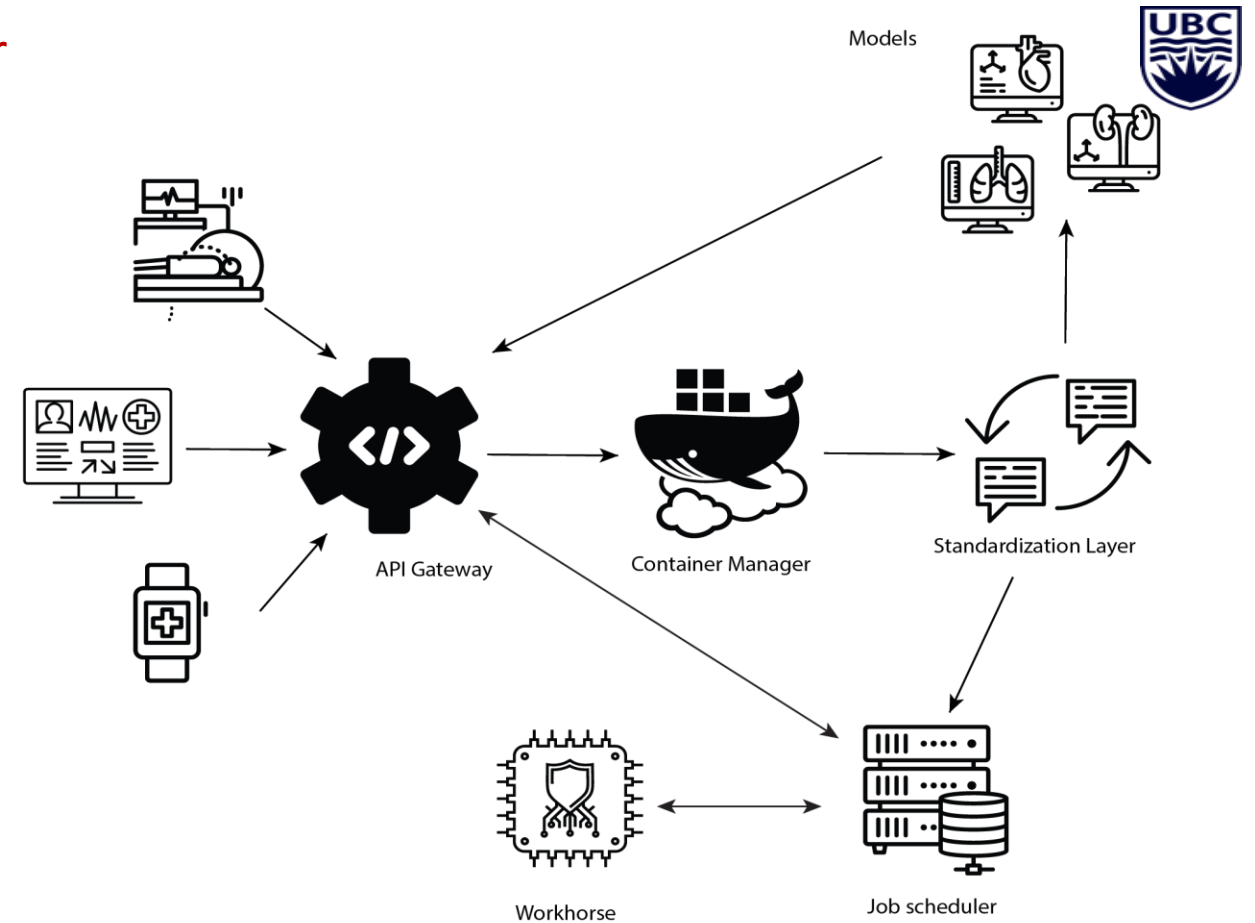 Models
UBC
</>
API Gateway
Container Manager
Standardization Layer
Workhorse
Job scheduler